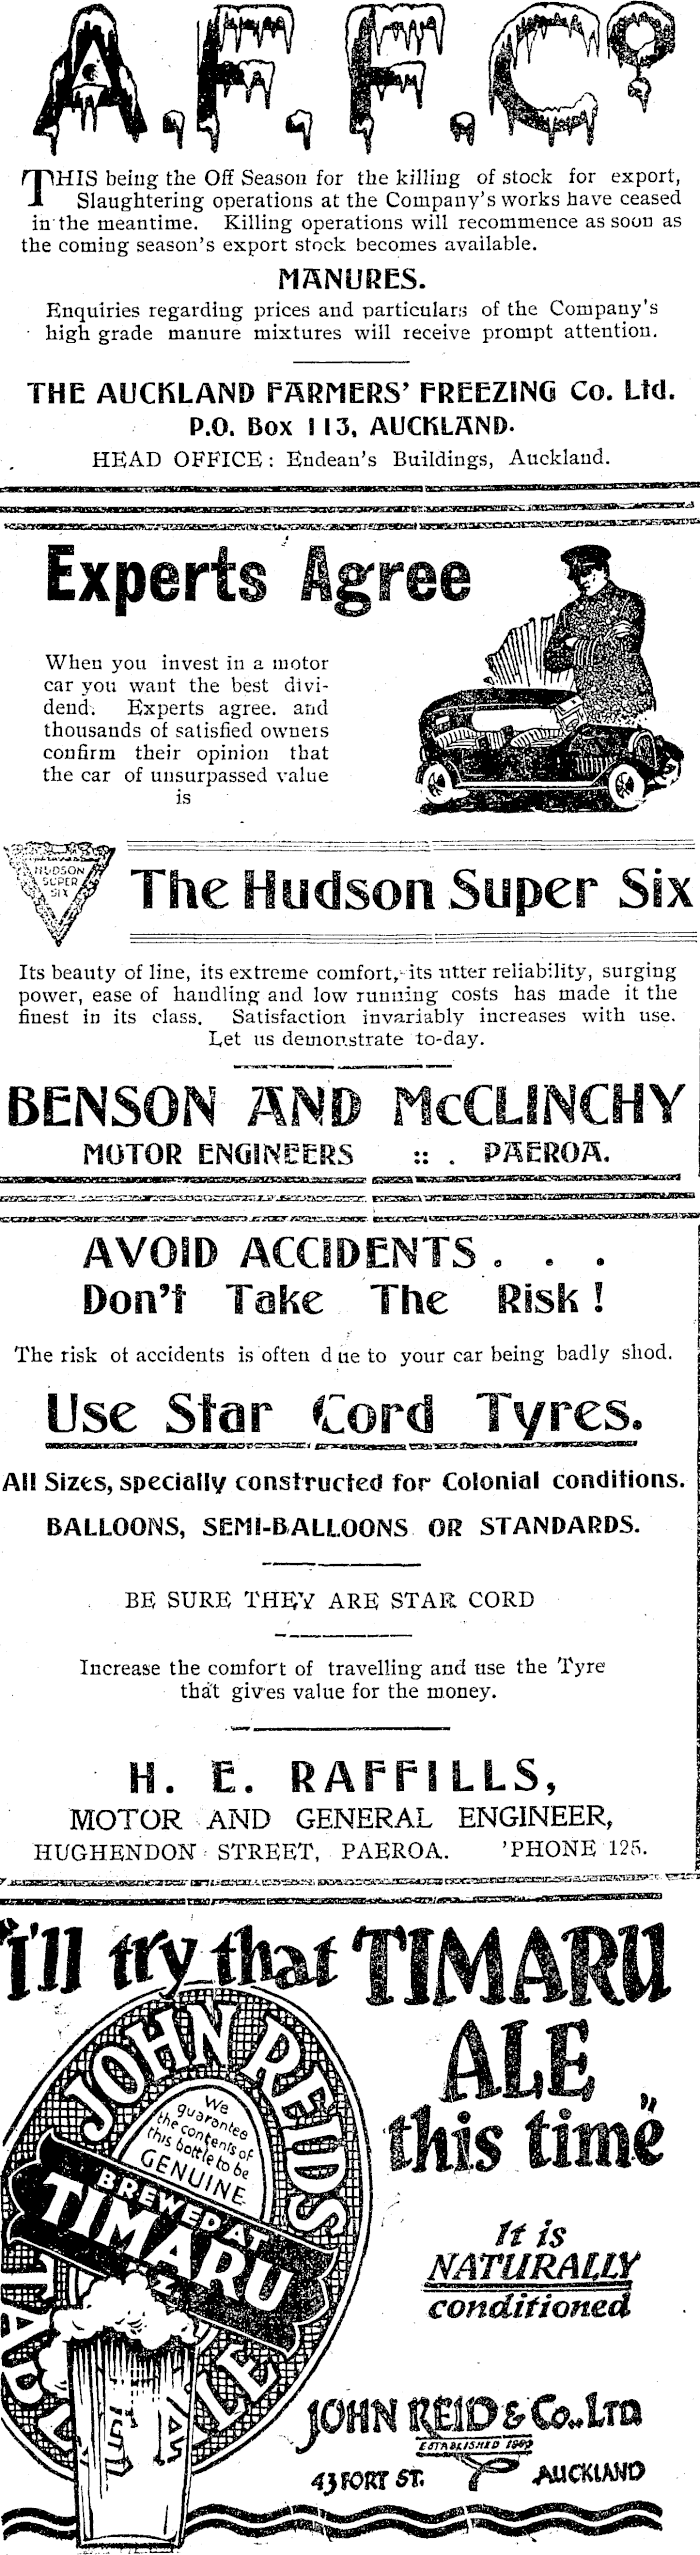 A.F.F.Co
THIS being the Off Season for the killing of stock for export,
Slaughtering operations at the Company's works have ceased
in the meantime. Killing operations will recommence as soon as
the coming season's export stock becomes available.
MANURES.
Enquiries regarding prices and particulars of the Company's
high grade manure mixtures will receive prompt attention.
THE AUCKLAND FARMERS' FREEZING Co. Ltd.
P.O. Box 113, AUCKLAND.
HEAD OFFICE: Endean's Buildings, Auckland.
Experts Agree
When you invest in a motor
car you want the best divi-
dend. Experts agree. and
thousands of satisfied owners
confirm their opinion that
the car of unsurpassed value
is
HUDSON
SUPER
SIX
The Hudson Super Six
Its beauty of line, its extreme comfort, its utter reliability, surging
power, ease of handling and low running costs has made it the
finest in its class. Satisfaction invariably increases with use.
Let us demonstrate to-day.
BENSON AND McCLINCHY
MOTOR ENGINEERS :: . PAEROA.
AVOID ACCIDENTS . . .
Don't Take The Risk!
The risk of accidents is often due to your car being badly shod.
Use Star Cord Tyres.
All Sizes, specially constructed for Colonial conditions.
BALLOONS, SEMI-BALLOONS OR STANDARDS.
BE SURE THEY ARE STAR CORD
Increase the comfort of travelling and use the Tyre
that gives value for the money.
H. E. RAFFILLS,
MOTOR AND GENERAL ENGINEER,
HUGHENDON STREET, PAEROA. 'PHONE 125.
"I'll try that TIMARU
ALE
this time"
JOHN REIDS
We
guarantee
the contents of
this bottle to be
GENUINE
BREWED AT
TIMARU
N.Z.
ALE
It is
NATURALLY
conditioned
JOHN REID & Co., LTD
ESTABLISHED
43 FORT ST. AUCKLAND